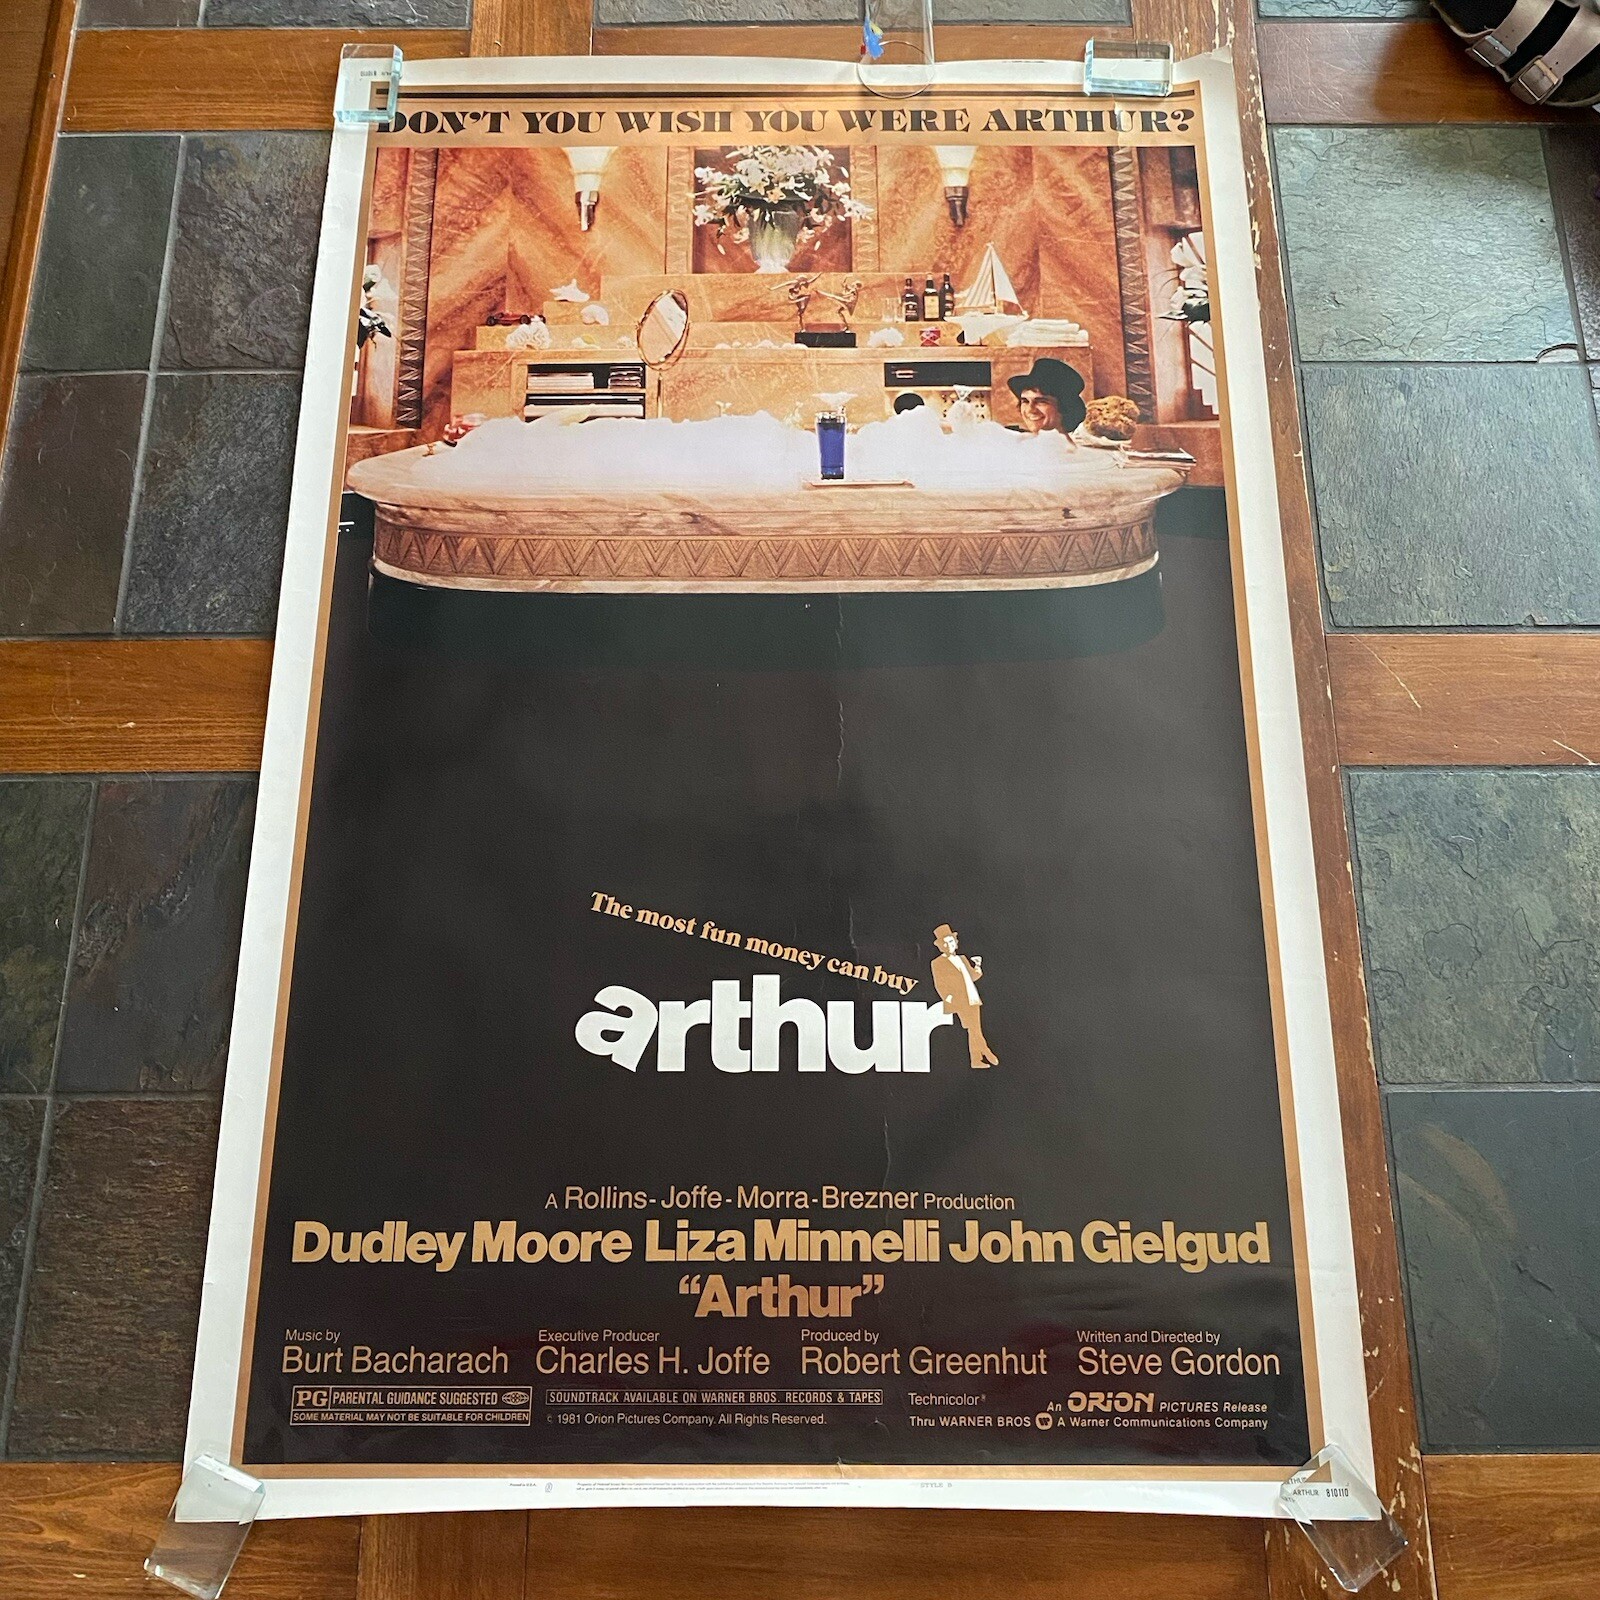 DON'T YOU WISH YOU WERE ARTHUR?
The most fun money can buy
arthur
A Rollins-Joffe-Morra-Brezner Production
Dudley Moore Liza Minnelli John Gielgud
“Arthur”
Music by
Burt Bacharach
Executive Producer
Charles H. Joffe
Produced by
Robert Greenhut
Written and Directed by
Steve Gordon
PG PARENTAL GUIDANCE SUGGESTED
SOME MATERIAL MAY NOT BE SUITABLE FOR CHILDREN
SOUNDTRACK AVAILABLE ON WARNER BROS. RECORDS & TAPES
© 1981 Orion Pictures Company. All Rights Reserved.
Technicolor®
An ORION PICTURES Release
Thru WARNER BROS A Warner Communications Company
Printed in U.S.A.
STYLE B
ARTHUR 810110